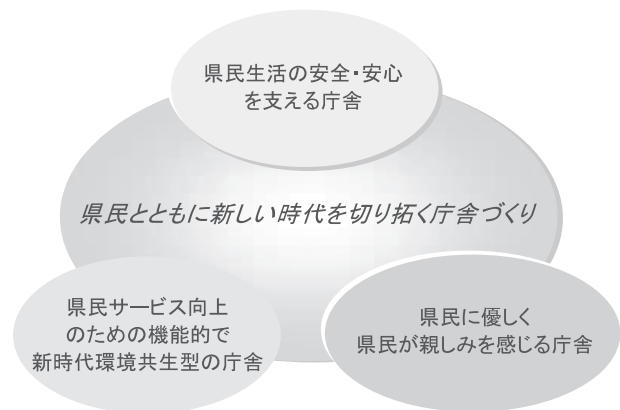 県民生活の安全・安心
を支える庁舎
県民とともに新しい時代を切り拓く庁舎づくり
県民サービス向上
のための機能的で
新時代環境共生型の庁舎
県民に優しく
県民が親しみを感じる庁舎